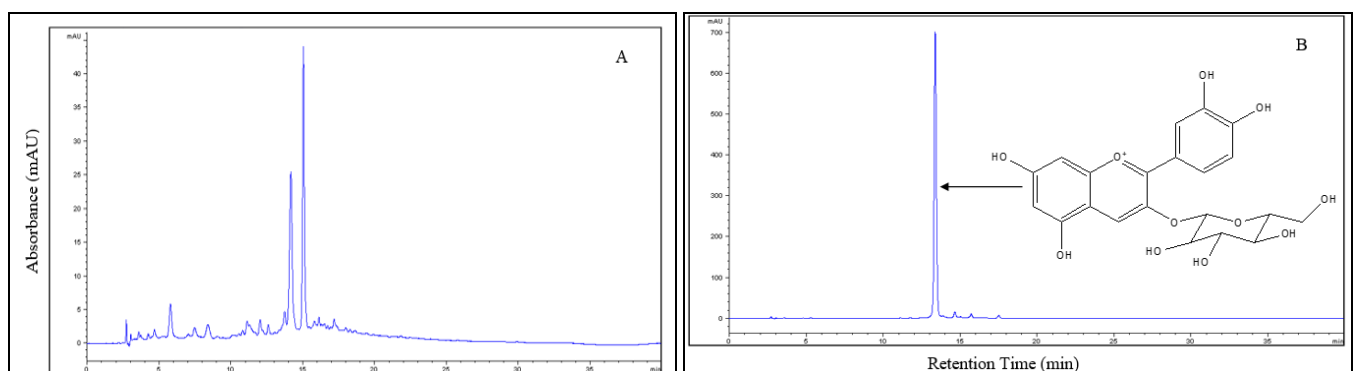 mAU
A
40
35
30
25
20
15
10
5
0
0 5 10 15 20 25 30 35 min
Absorbance (mAU)
mAU
B
700
600
500
400
300
200
100
0
0 5 10 15 20 25 30 35 min
OH
OH
HO
O+
OH
O
O
OH
HO
HO
OH
Retention Time (min)